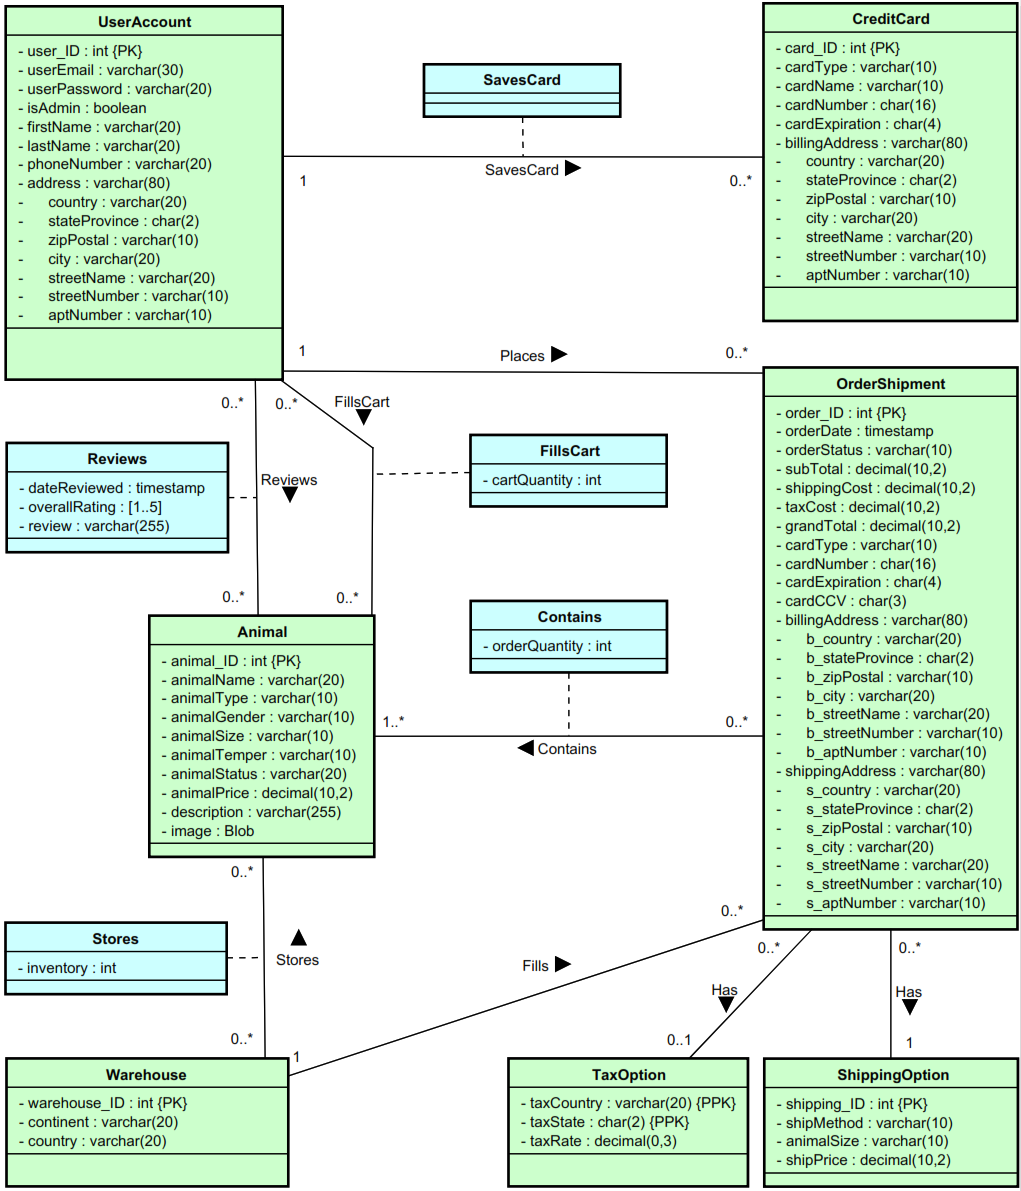 UserAccount
- user_ID : int {PK}
- userEmail : varchar(30)
- userPassword : varchar(20)
- isAdmin : boolean
- firstName : varchar(20)
- lastName : varchar(20)
- phoneNumber : varchar(20)
- address : varchar(80)
- country : varchar(20)
- stateProvince : char(2)
- zipPostal : varchar(10)
- city : varchar(20)
- streetName : varchar(20)
- streetNumber : varchar(10)
- aptNumber : varchar(10)
SavesCard
SavesCard
1
0..*
CreditCard
- card_ID : int {PK}
- cardType : varchar(10)
- cardName : varchar(10)
- cardNumber : char(16)
- cardExpiration : char(4)
- billingAddress : varchar(80)
- country : varchar(20)
- stateProvince : char(2)
- zipPostal : varchar(10)
- city : varchar(20)
- streetName : varchar(20)
- streetNumber : varchar(10)
- aptNumber : varchar(10)
1
Places
0..*
0..*
0..*
FillsCart
Reviews
- dateReviewed : timestamp
- overallRating : [1..5]
- review : varchar(255)
Reviews
FillsCart
- cartQuantity : int
0..*
0..*
OrderShipment
- order_ID : int {PK}
- orderDate : timestamp
- orderStatus : varchar(10)
- subTotal : decimal(10,2)
- shippingCost : decimal(10,2)
- taxCost : decimal(10,2)
- grandTotal : decimal(10,2)
- cardType : varchar(10)
- cardNumber : char(16)
- cardExpiration : char(4)
- cardCCV : char(3)
- billingAddress : varchar(80)
- b_country : varchar(20)
- b_stateProvince : char(2)
- b_zipPostal : varchar(10)
- b_city : varchar(20)
- b_streetName : varchar(20)
- b_streetNumber : varchar(10)
- b_aptNumber : varchar(10)
- shippingAddress : varchar(80)
- s_country : varchar(20)
- s_stateProvince : char(2)
- s_zipPostal : varchar(10)
- s_city : varchar(20)
- s_streetName : varchar(20)
- s_streetNumber : varchar(10)
- s_aptNumber : varchar(10)
Animal
- animal_ID : int {PK}
- animalName : varchar(20)
- animalType : varchar(10)
- animalGender : varchar(10)
- animalSize : varchar(10)
- animalTemper : varchar(10)
- animalStatus : varchar(20)
- animalPrice : decimal(10,2)
- description : varchar(255)
- image : Blob
Contains
- orderQuantity : int
1..*
0..*
Contains
0..*
Stores
- inventory : int
Stores
0..*
1
Fills
0..*
0..*
Has
0..1
0..*
Has
1
Warehouse
- warehouse_ID : int {PK}
- continent : varchar(20)
- country : varchar(20)
TaxOption
- taxCountry : varchar(20) {PPK}
- taxState : char(2) {PPK}
- taxRate : decimal(0,3)
ShippingOption
- shipping_ID : int {PK}
- shipMethod : varchar(10)
- animalSize : varchar(10)
- shipPrice : decimal(10,2)